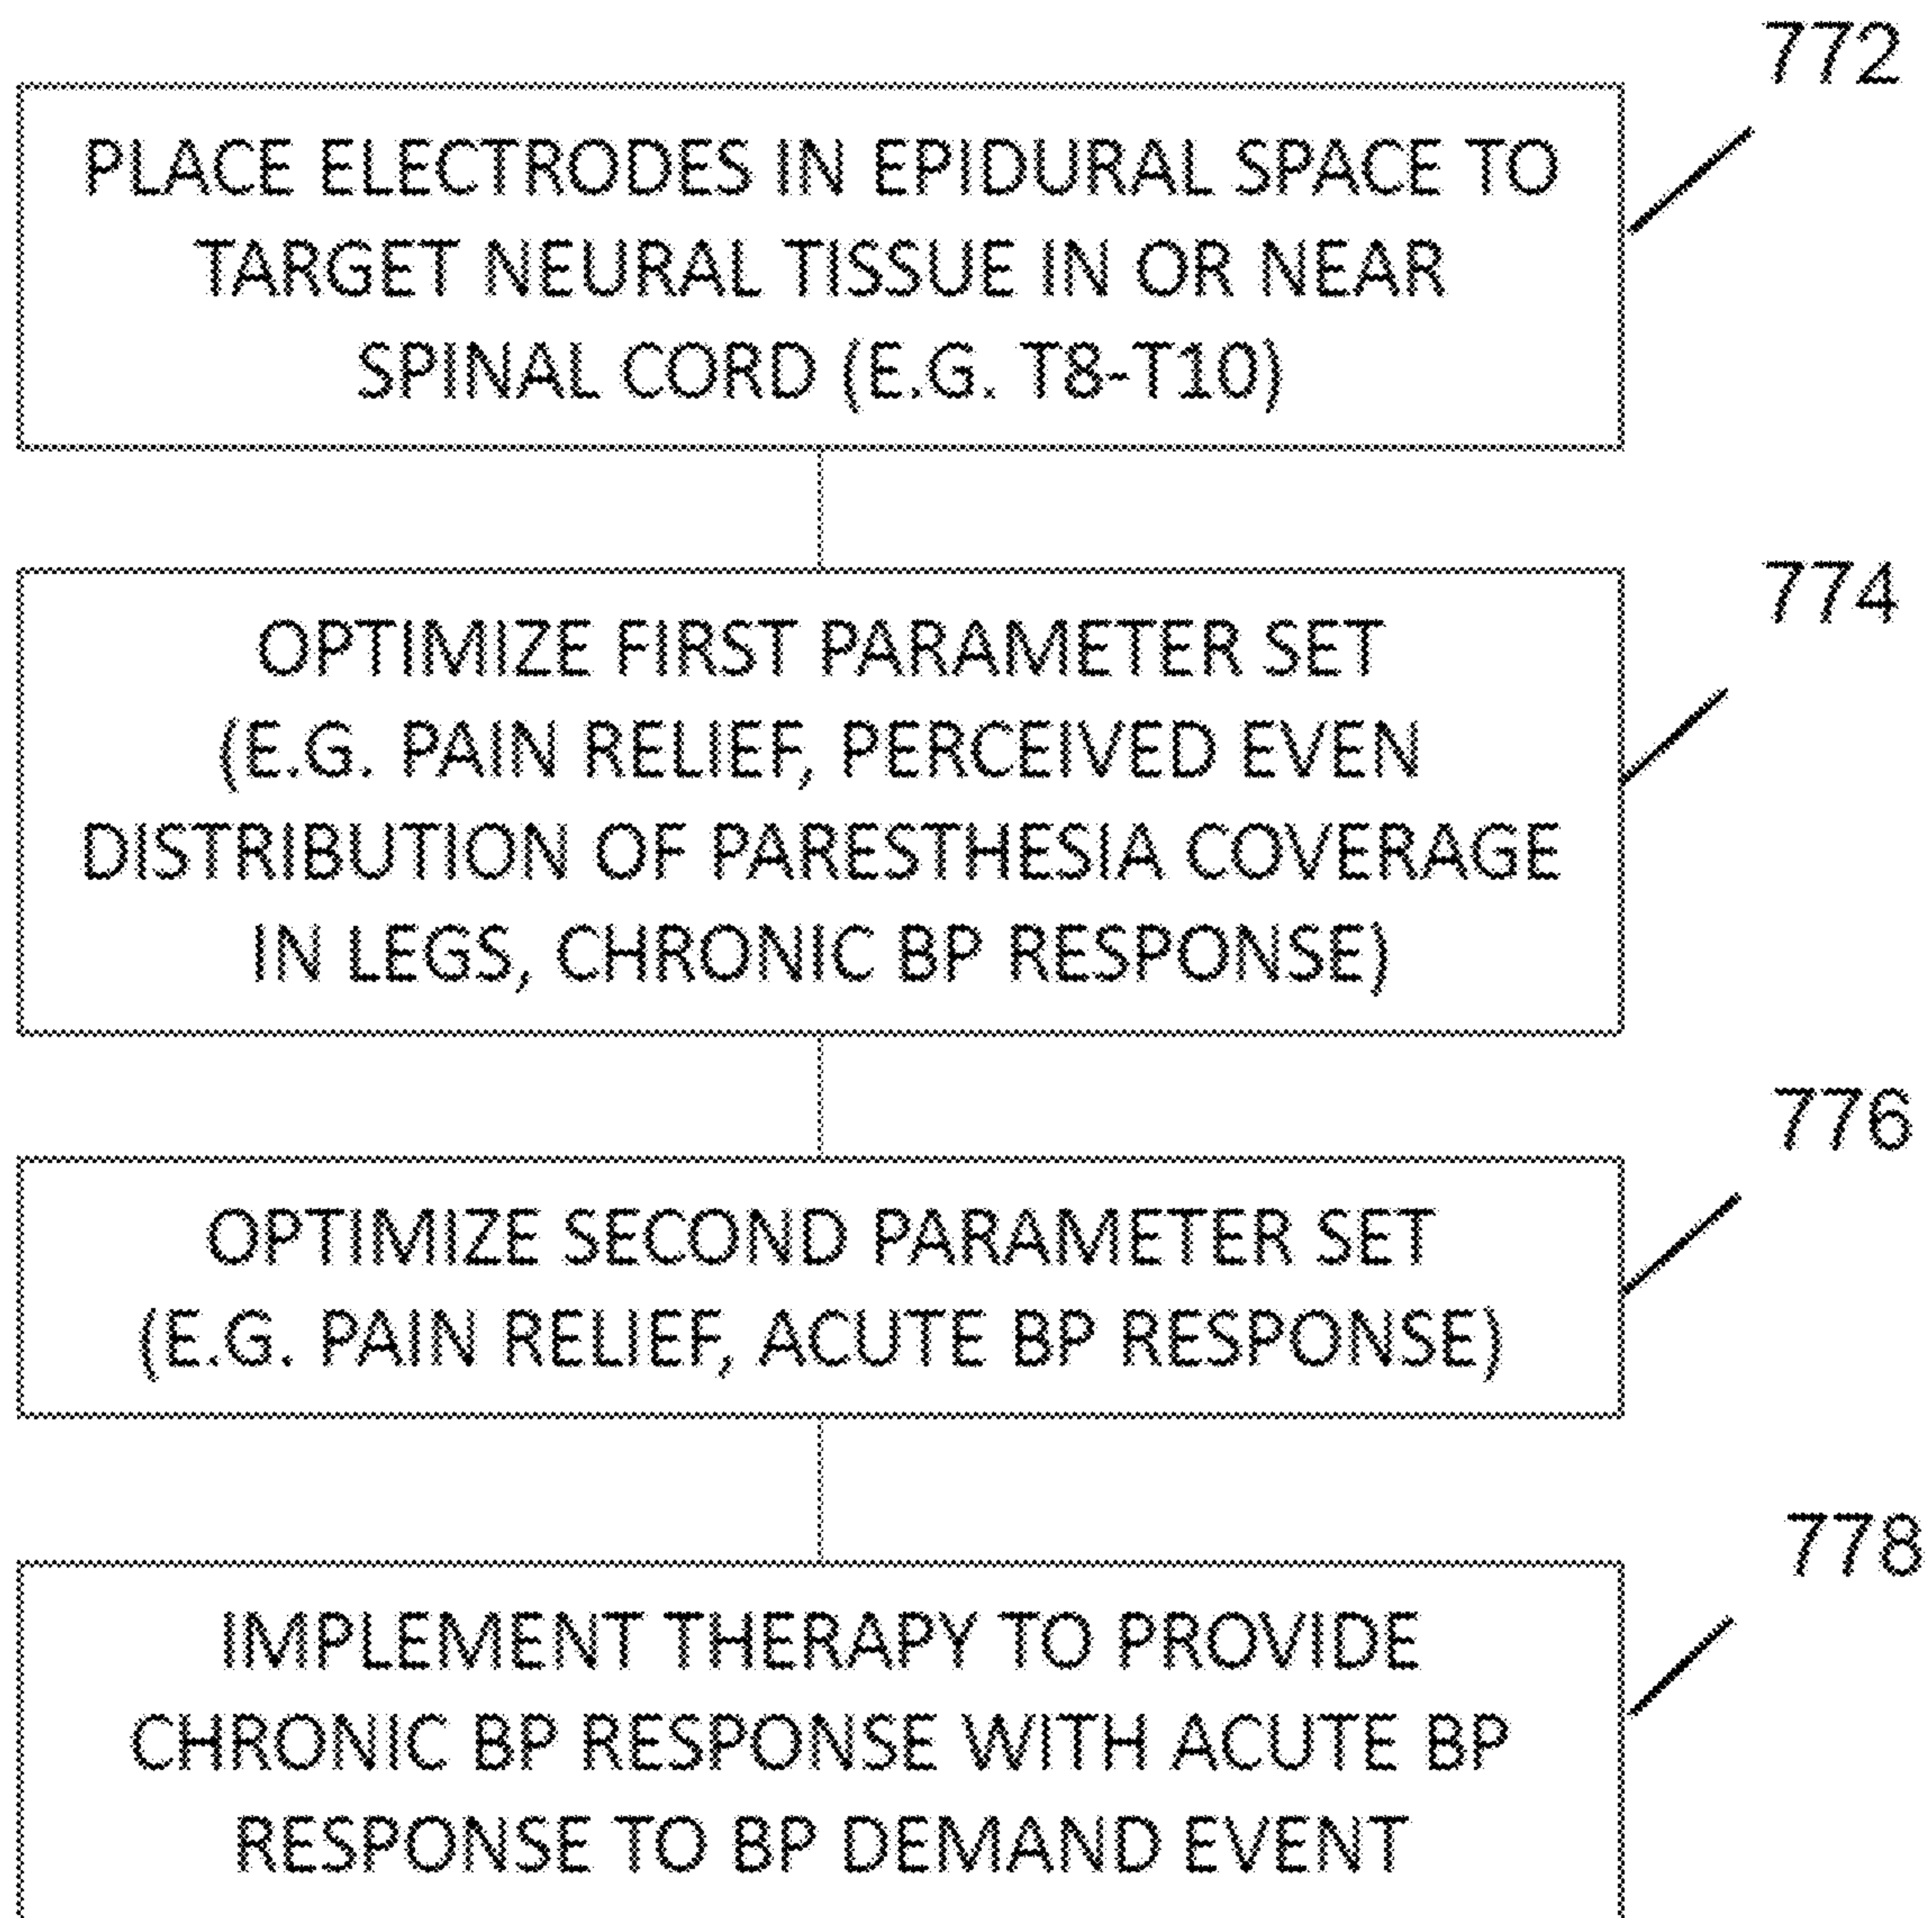 772
PLACE ELECTRODES IN EPIDURAL SPACE TO
TARGET NEURAL TISSUE IN OR NEAR
SPINAL CORD (E.G. T8-T10)
774
OPTIMIZE FIRST PARAMETER SET
(E.G. PAIN RELIEF, PERCEIVED EVEN
DISTRIBUTION OF PARESTHESIA COVERAGE
IN LEGS, CHRONIC BP RESPONSE)
776
OPTIMIZE SECOND PARAMETER SET
(E.G. PAIN RELIEF, ACUTE BP RESPONSE)
778
IMPLEMENT THERAPY TO PROVIDE
CHRONIC BP RESPONSE WITH ACUTE BP
RESPONSE TO BP DEMAND EVENT